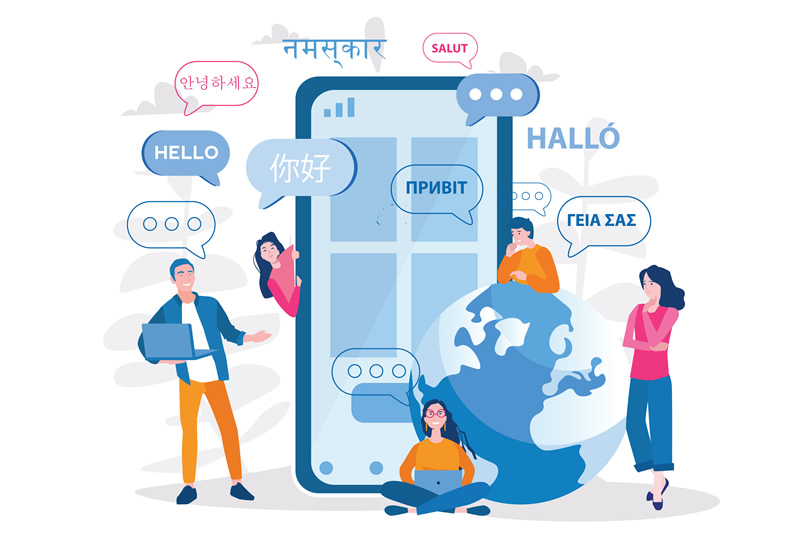 नमस्कार
SALUT
안녕하세요
HALLÓ
HELLO
你好
ПРИВІТ
ΓΕΙΑ ΣΑΣ